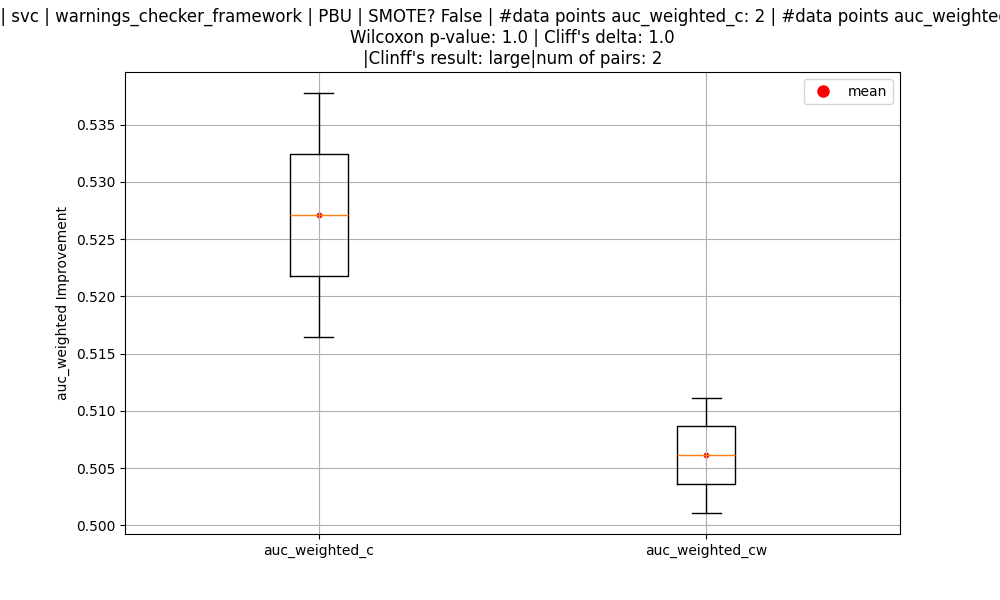 | svc | warnings_checker_framework | PBU | SMOTE? False | #data points auc_weighted_c: 2 | #data points
Wilcoxon p-value: 1.0 | Cliff's delta: 1.0
|Clinff's result: large|num of pairs: 2
mean
0.535
0.530
0.525
0.520
0.515
0.510
0.505
0.500
auc_weighted Improvement
auc_weighted_c
auc_weighted_cw